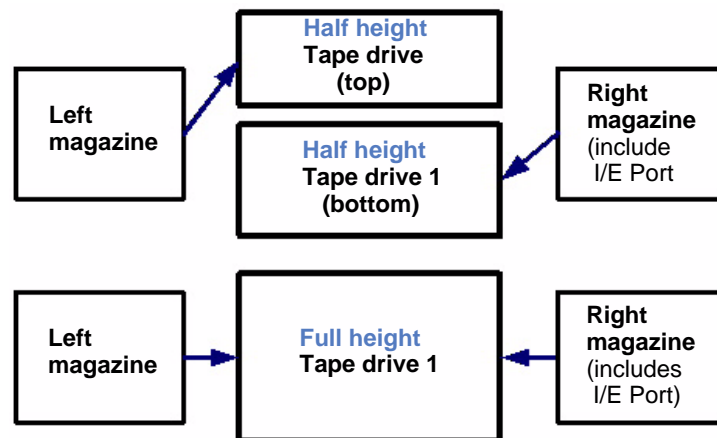 Half height
Tape drive
(top)
Left
magazine
Right
magazine
(include
I/E Port
Half height
Tape drive 1
(bottom)
Left
magazine
Full height
Tape drive 1
Right
magazine
(includes
I/E Port)